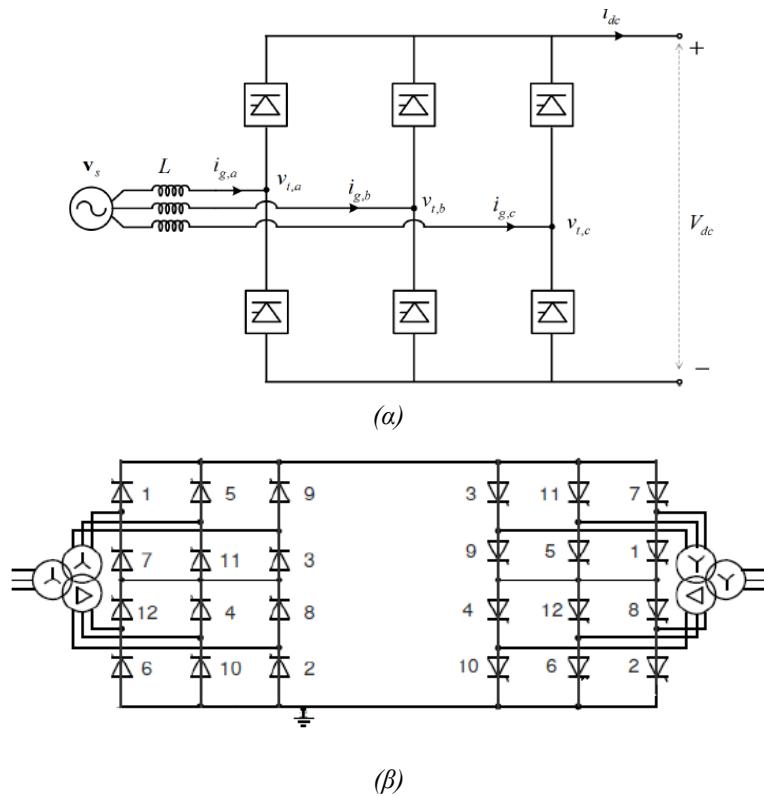 i_dc
+
v_s
L
i_g,a
v_t,a
i_g,b
v_t,b
i_g,c
v_t,c
V_dc
−
(α)
1 5 9 3 11 7
7 11 3 9 5 1
12 4 8 4 12 8
6 10 2 10 6 2
(β)